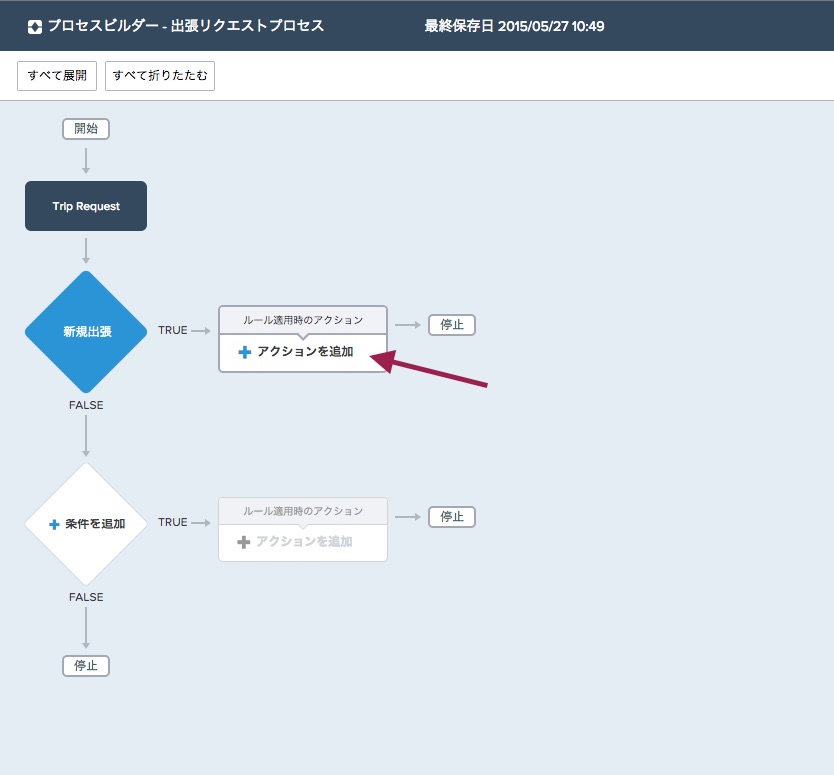 プロセスビルダー - 出張リクエストプロセス
最終保存日 2015/05/27 10:49
すべて展開
すべて折りたたむ
開始
Trip Request
新規出張
TRUE
ルール適用時のアクション
アクションを追加
停止
FALSE
条件を追加
TRUE
ルール適用時のアクション
アクションを追加
停止
FALSE
停止